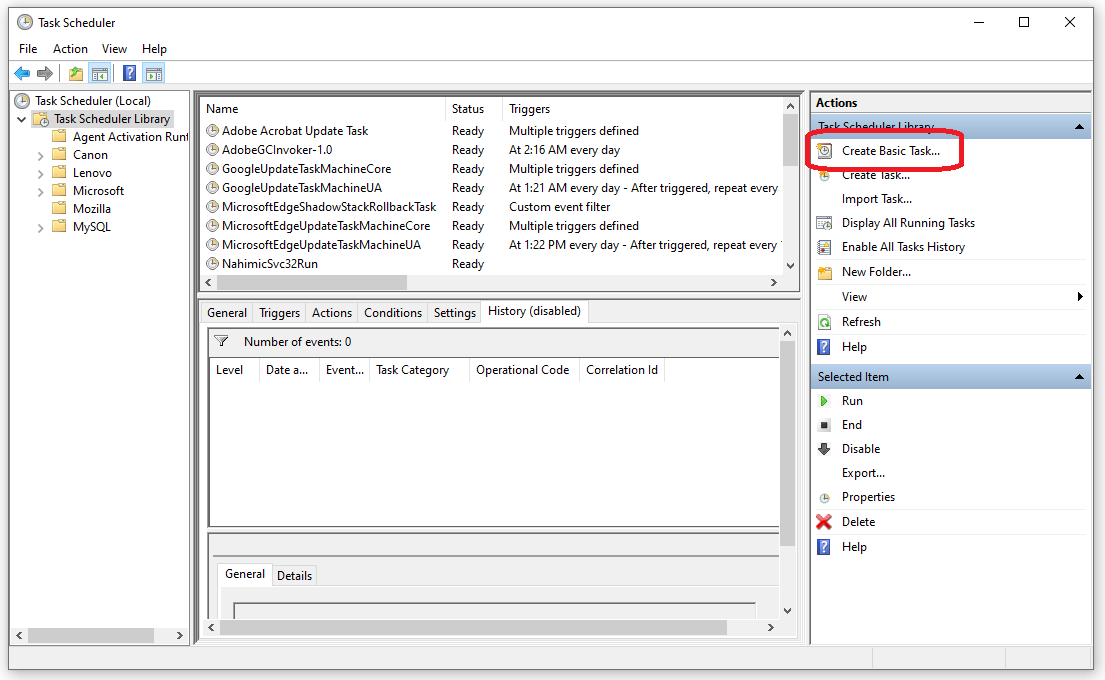 Task Scheduler
File Action View Help
Task Scheduler (Local)
Task Scheduler Library
Agent Activation Runt
Canon
Lenovo
Microsoft
Mozilla
MySQL
Name Status Triggers
Adobe Acrobat Update Task Ready Multiple triggers defined
AdobeGCInvoker-1.0 Ready At 2:16 AM every day
GoogleUpdateTaskMachineCore Ready Multiple triggers defined
GoogleUpdateTaskMachineUA Ready At 1:21 AM every day - After triggered, repeat every
MicrosoftEdgeShadowStackRollbackTask Ready Custom event filter
MicrosoftEdgeUpdateTaskMachineCore Ready Multiple triggers defined
MicrosoftEdgeUpdateTaskMachineUA Ready At 1:22 PM every day - After triggered, repeat every
NahimicSvc32Run Ready
General Triggers Actions Conditions Settings History (disabled)
Number of events: 0
Level Date a... Event... Task Category Operational Code Correlation Id
General Details
Actions
Task Scheduler Library
Create Basic Task...
Create Task...
Import Task...
Display All Running Tasks
Enable All Tasks History
New Folder...
View
Refresh
Help
Selected Item
Run
End
Disable
Export...
Properties
Delete
Help